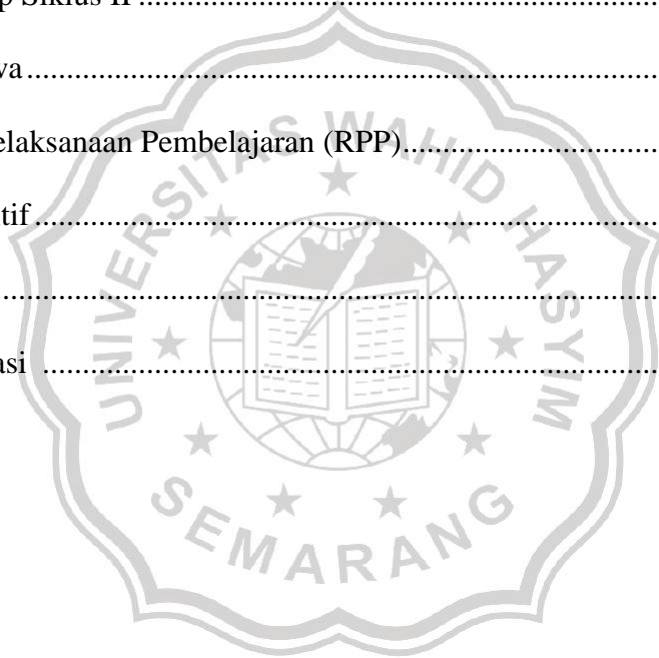 p Siklus II ....................................................................
va ....................................................................................
elaksanaan Pembelajaran (RPP)...................................
tif ....................................................................................
.........................................................................................
asi ..................................................................................
UNIVERSITAS WAHID HASYIM
SEMARANG